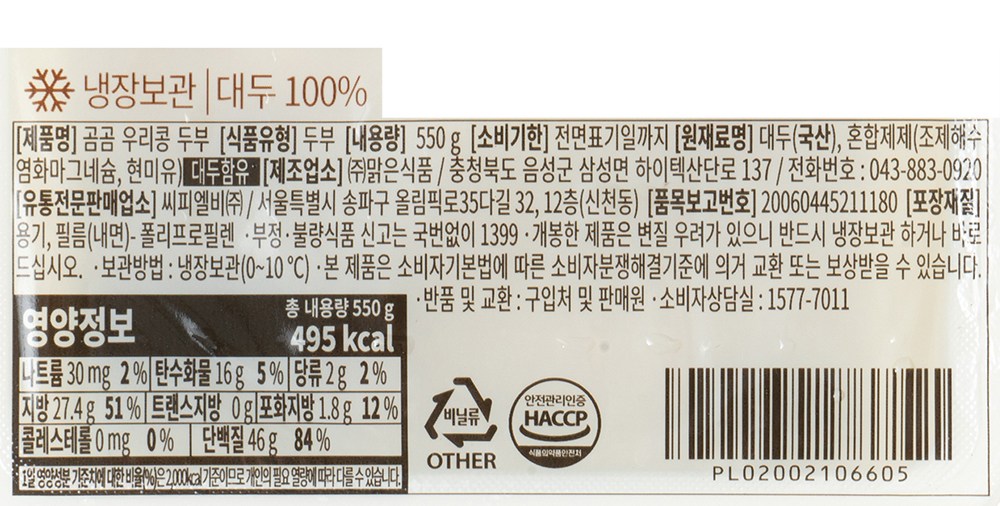 냉장보관 | 대두 100%
[제품명] 곰곰 우리콩 두부 [식품유형] 두부 [내용량] 550 g [소비기한] 전면표기일까지 [원재료명] 대두(국산), 혼합제제(조제해수
염화마그네슘, 현미유) 대두함유 [제조업소] ㈜맑은식품 / 충청북도 음성군 삼성면 하이텍산단로 137 / 전화번호 : 043-883-0920
[유통전문판매업소] 씨피엘비㈜ / 서울특별시 송파구 올림픽로35다길 32, 12층(신천동) [품목보고번호] 20060445211180 [포장재질]
용기, 필름(내면)- 폴리프로필렌 ·부정·불량식품 신고는 국번없이 1399 ·개봉한 제품은 변질 우려가 있으니 반드시 냉장보관 하거나 바로
드십시오. ·보관방법 : 냉장보관(0~10 ℃) ·본 제품은 소비자기본법에 따른 소비자분쟁해결기준에 의거 교환 또는 보상받을 수 있습니다.
·반품 및 교환 : 구입처 및 판매원 ·소비자상담실 : 1577-7011
영양정보
총 내용량 550 g
495 kcal
나트륨 30 mg 2 % 탄수화물 16 g 5 % 당류 2 g 2 %
지방 27.4 g 51 % 트랜스지방 0 g 포화지방 1.8 g 12 %
콜레스테롤 0 mg 0 % 단백질 46 g 84 %
1일 영양성분 기준치에 대한 비율(%)은 2,000kcal 기준이므로 개인의 필요 열량에 따라 다를 수 있습니다.
비닐류
OTHER
안전관리인증
HACCP
식품의약품안전처
PL02002106605